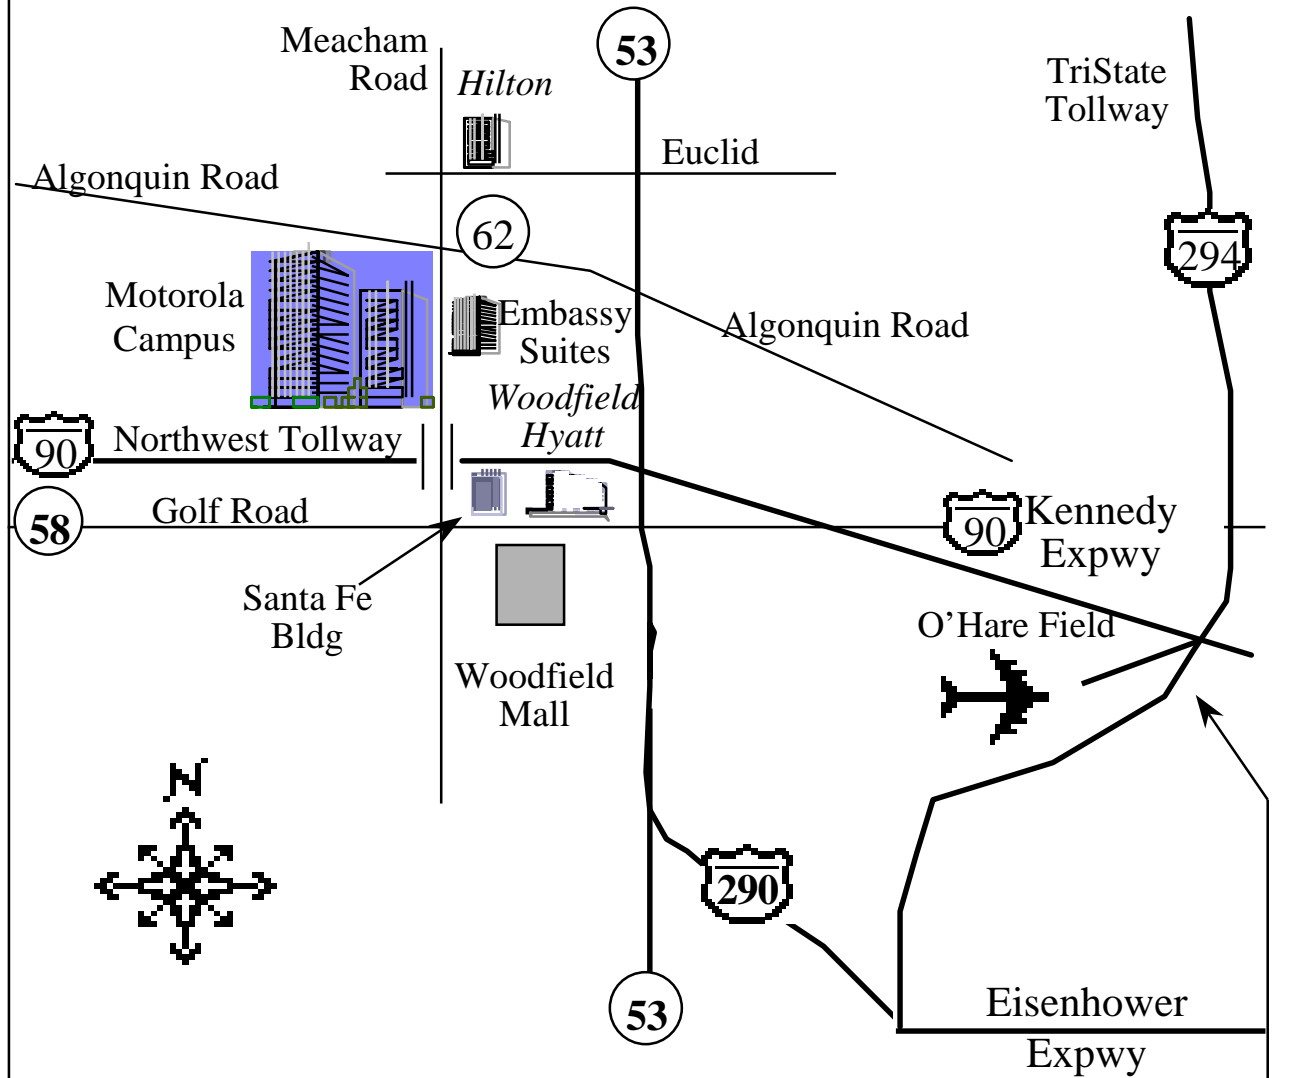 Meacham
Road
53
Hilton
TriState
Tollway
Euclid
Algonquin Road
62
294
Motorola
Campus
Embassy
Suites
Algonquin Road
Woodfield
Hyatt
90
Northwest Tollway
58
Golf Road
90
Kennedy
Expwy
Santa Fe
Bldg
O'Hare Field
Woodfield
Mall
N
290
53
Eisenhower
Expwy